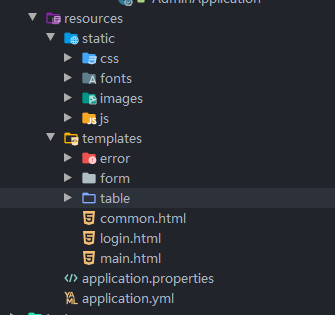 AdminApplication
resources
static
css
fonts
images
js
templates
error
form
table
common.html
login.html
main.html
application.properties
application.yml